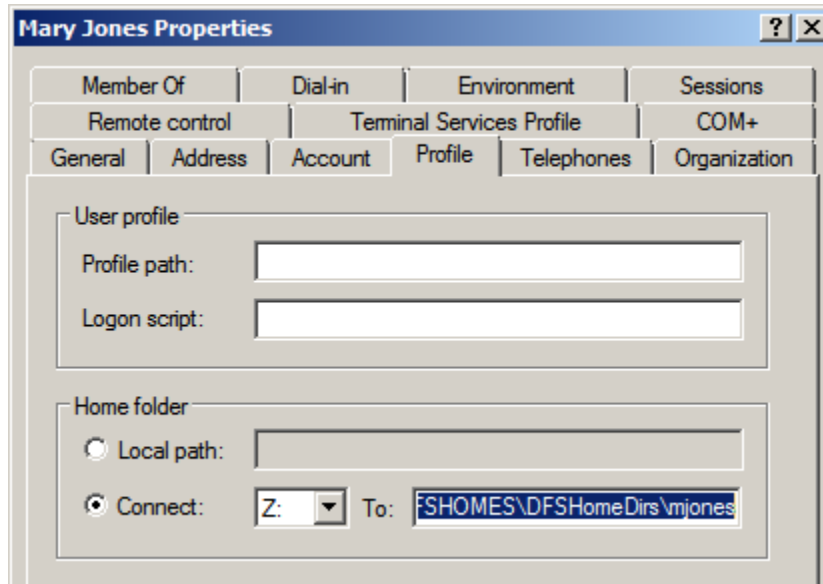 Mary Jones Properties
Member Of Dial-in Environment Sessions
Remote control Terminal Services Profile COM+
General Address Account Profile Telephones Organization
User profile
Profile path:
Logon script:
Home folder
Local path:
Connect: Z: To: FSHOMES\DFSHomeDirs\mjones